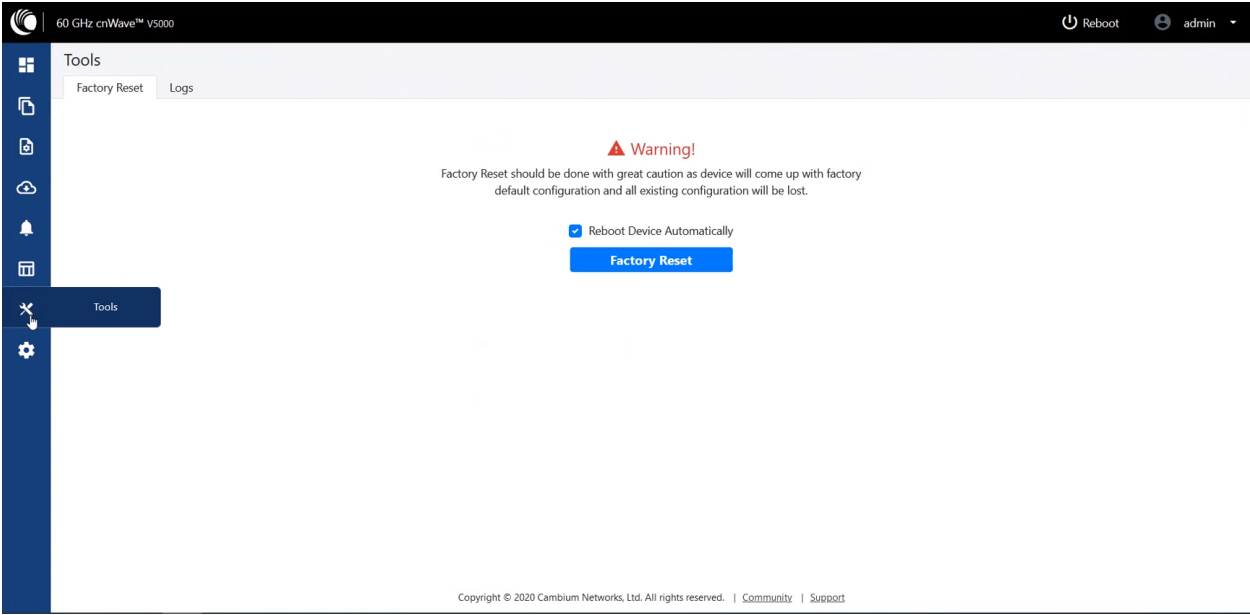 60 GHz cnWave™ V5000
Reboot
admin
Tools
Factory Reset
Logs
Warning!
Factory Reset should be done with great caution as device will come up with factory
default configuration and all existing configuration will be lost.
Reboot Device Automatically
Factory Reset
Tools
Copyright © 2020 Cambium Networks, Ltd. All rights reserved. | Community | Support